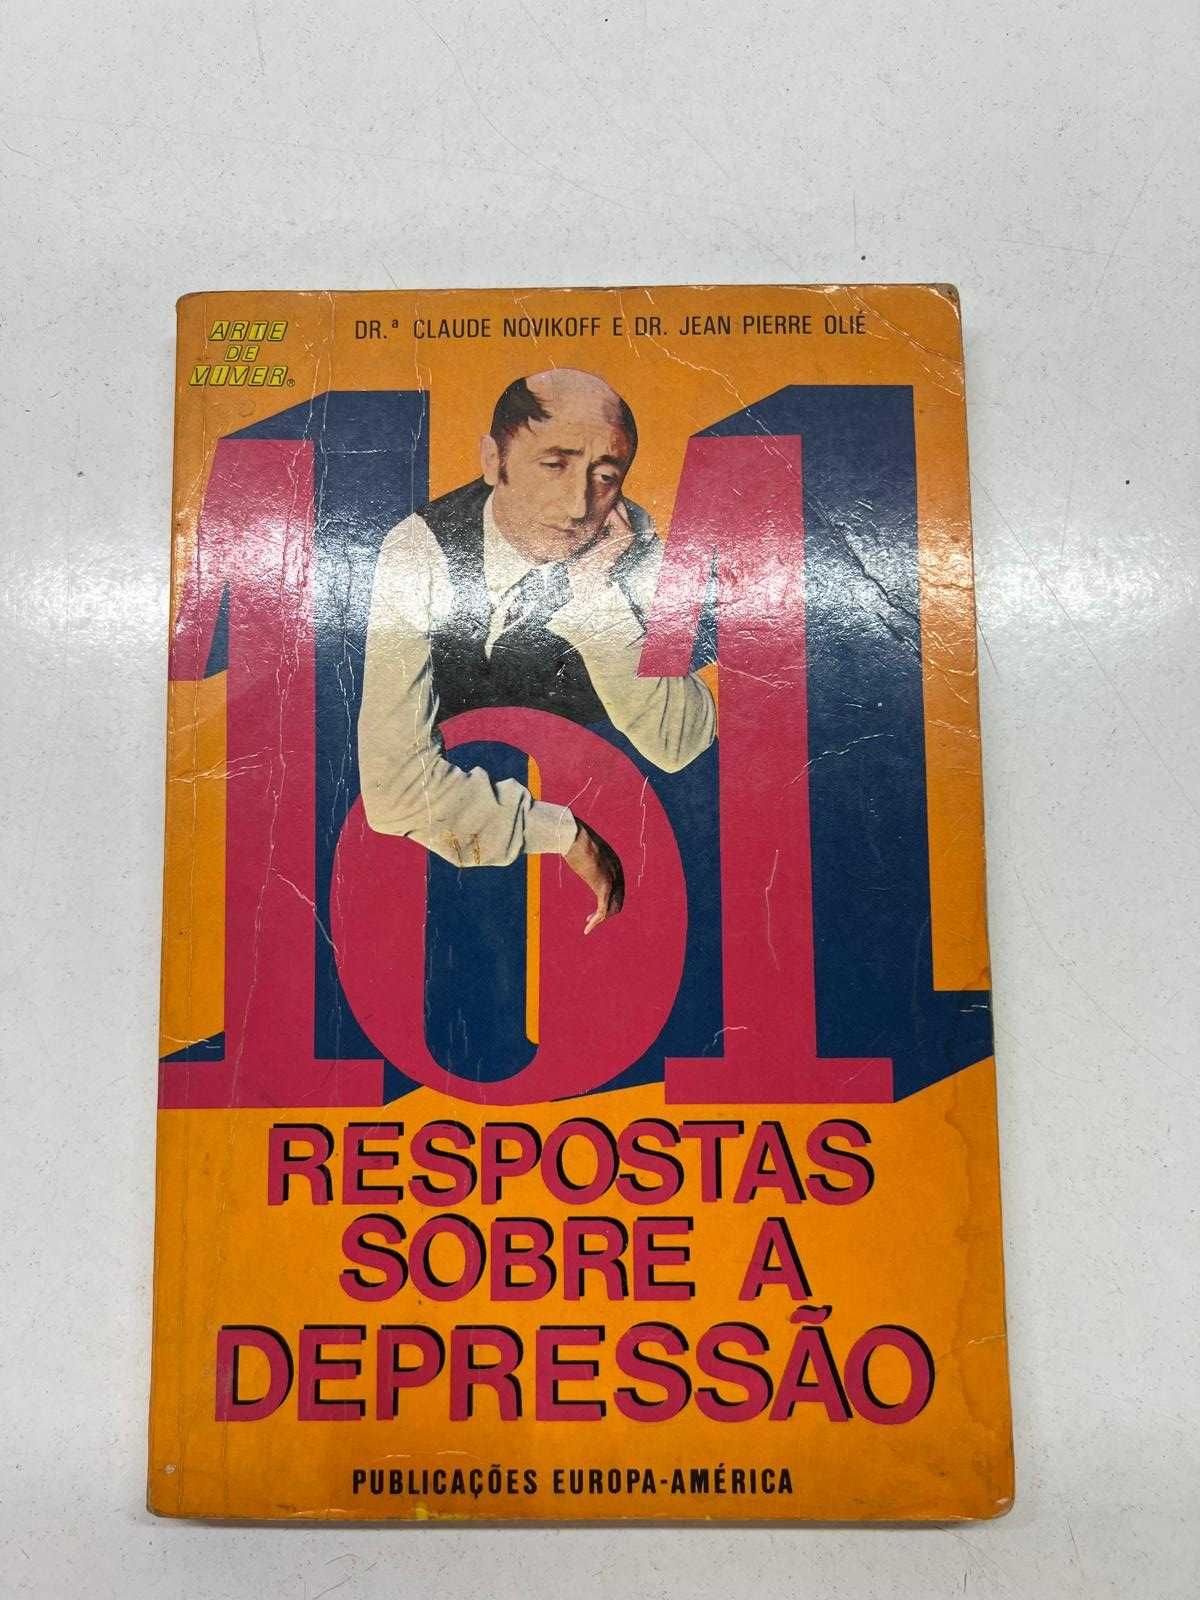 ARTE
DE
VIVER®
DR.ª CLAUDE NOVIKOFF E DR. JEAN PIERRE OLIÉ
101
RESPOSTAS
SOBRE A
DEPRESSÃO
PUBLICAÇÕES EUROPA-AMÉRICA